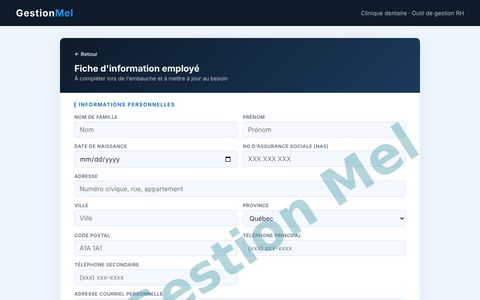 GestionMel
Clinique dentaire · Outil de gestion RH
← Retour
Fiche d'information employé
À compléter lors de l'embauche et à mettre à jour au besoin
INFORMATIONS PERSONNELLES
NOM DE FAMILLE PRÉNOM
Nom Prénom
DATE DE NAISSANCE NO D'ASSURANCE SOCIALE (NAS)
mm/dd/yyyy XXX XXX XXX
ADRESSE
Numéro civique, rue, appartement
VILLE PROVINCE
Ville Québec
CODE POSTAL TÉLÉPHONE PRINCIPAL
A1A 1A1 (xxx) xxx-xxxx
TÉLÉPHONE SECONDAIRE
(xxx) xxx-xxxx
ADRESSE COURRIEL PERSONNELLE
Gestion Mel